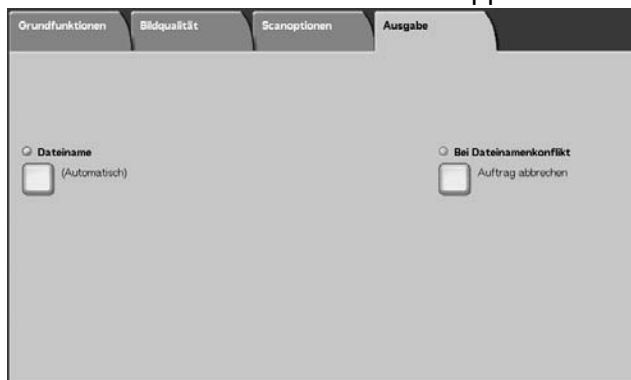 Grundfunktionen
Bildqualität
Scanoptionen
Ausgabe
Dateiname
(Automatisch)
Bei Dateinamenkonflikt
Auftrag abbrechen